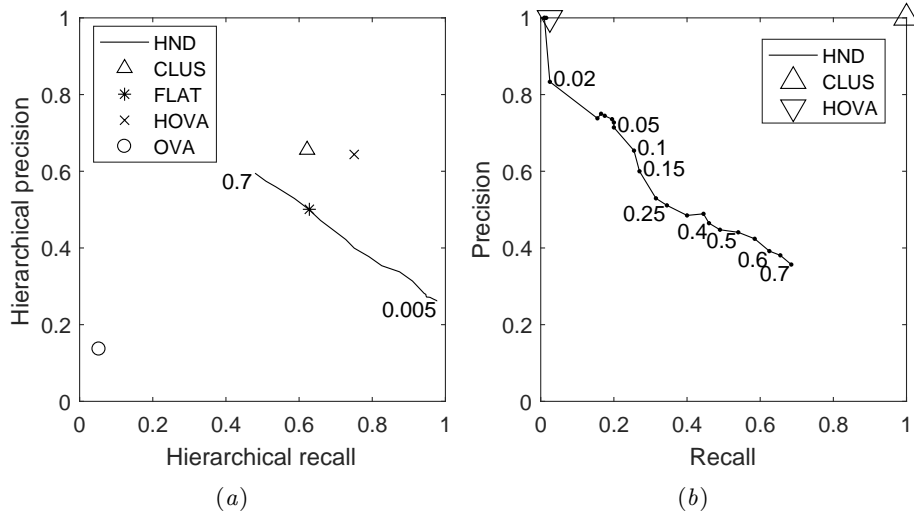 1
0.8
0.6
0.4
0.2
0
Hierarchical precision
HND
CLUS
FLAT
HOVA
OVA
0.7
0.005
0 0.2 0.4 0.6 0.8 1
Hierarchical recall
(a)
1
0.8
0.6
0.4
0.2
0
Precision
HND
CLUS
HOVA
0.02
0.05
0.1
0.15
0.25
0.4
0.5
0.6
0.7
0 0.2 0.4 0.6 0.8 1
Recall
(b)